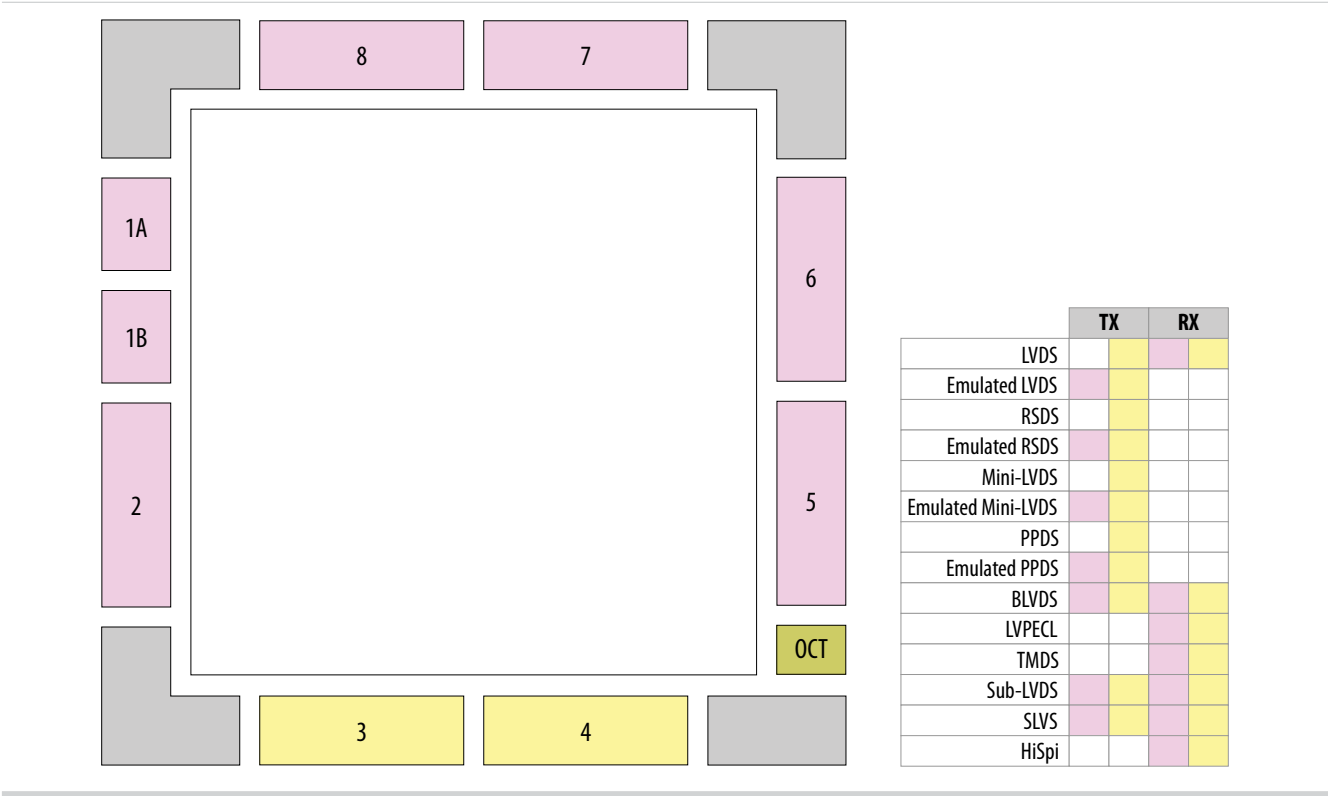 8
7
1A
6
1B
TX RX
LVDS
Emulated LVDS
RSDS
Emulated RSDS
Mini-LVDS
2
5
Emulated Mini-LVDS
PPDS
Emulated PPDS
BLVDS
LVPECL
OCT
TMDS
Sub-LVDS
3
4
SLVS
HiSpi